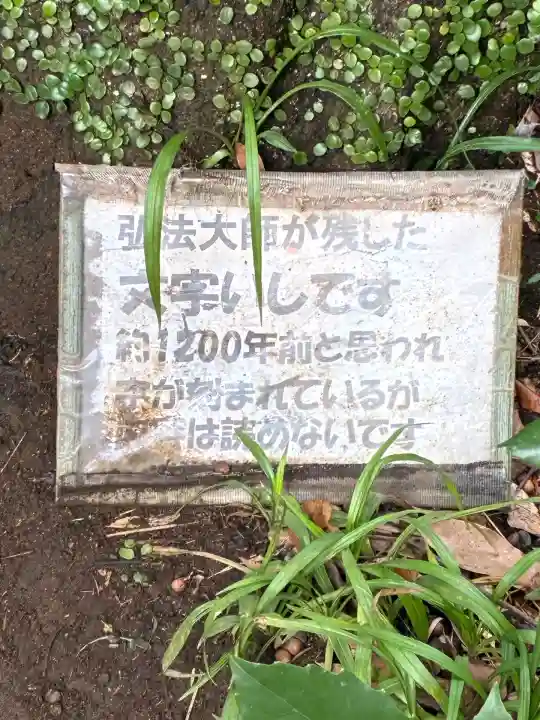 弘法大師が残した
文字いしです
約1200年前と思われ
字が刻まれているが
は読めないです